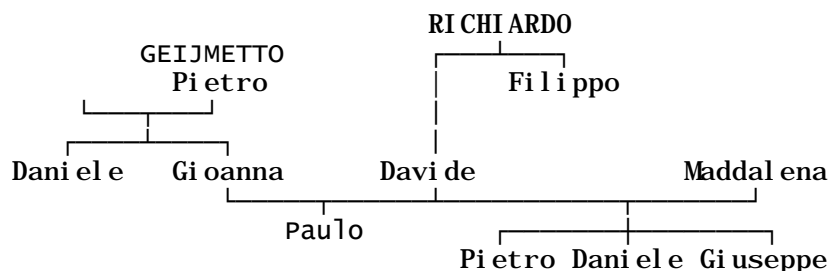 RICHIARDO
GEIJMETTO
Pietro Filippo
Daniele Gioanna Davide Maddalena
Paulo
Pietro Daniele Giuseppe